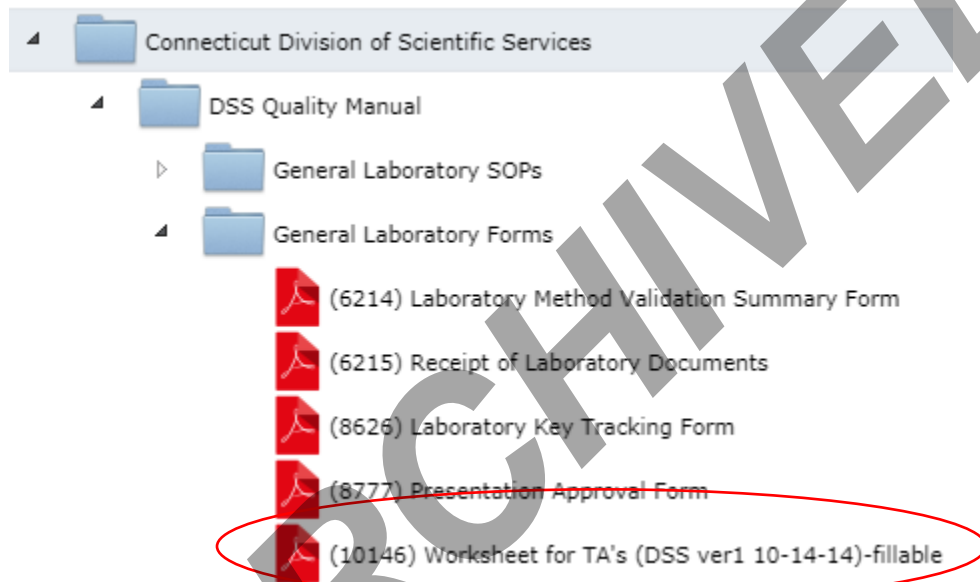 Connecticut Division of Scientific Services
DSS Quality Manual
General Laboratory SOPs
General Laboratory Forms
(6214) Laboratory Method Validation Summary Form
(6215) Receipt of Laboratory Documents
(8626) Laboratory Key Tracking Form
(8777) Presentation Approval Form
(10146) Worksheet for TA's (DSS ver1 10-14-14)-fillable